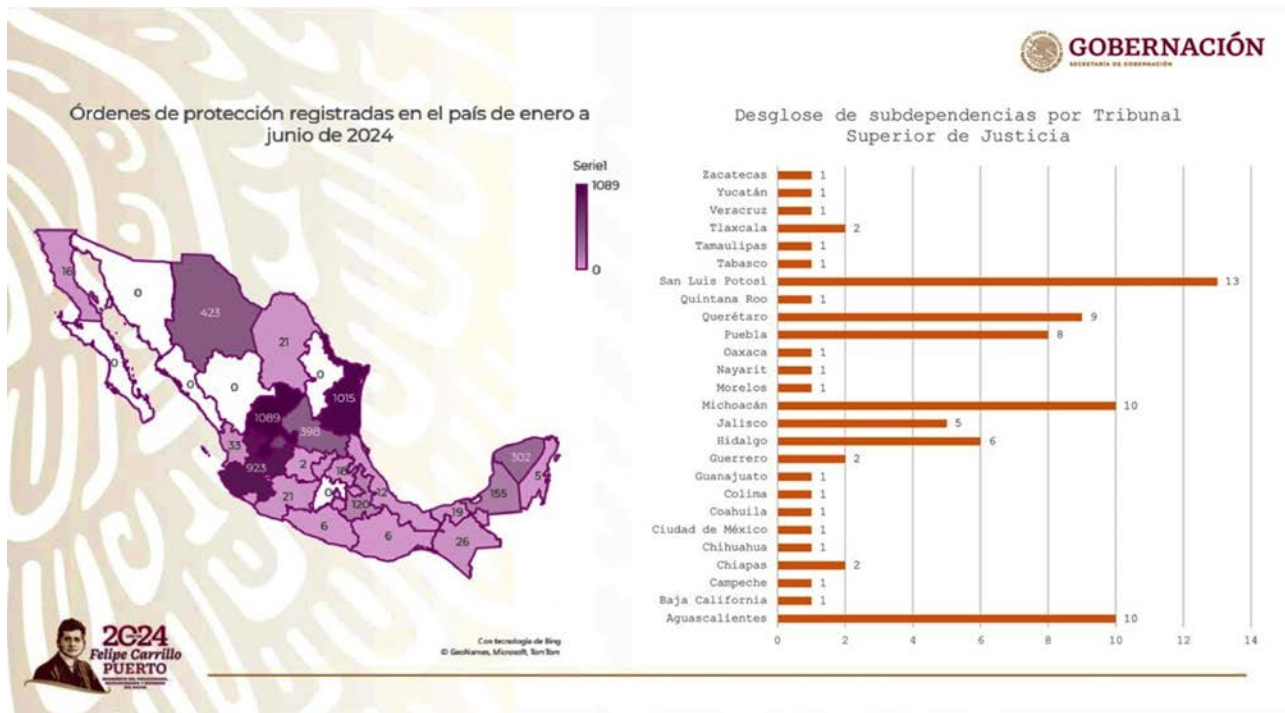 GOBERNACIÓN
SECRETARÍA DE GOBERNACIÓN
Órdenes de protección registradas en el país de enero a
junio de 2024
Serie1
1089
0
16
0
423
21
0
0
0
0
1015
1089
398
33
923
2
18
302
5
21
0
120
12
155
19
6
6
26
Con tecnología de Bing
© GeoNames, Microsoft, TomTom
2024
Felipe Carrillo
PUERTO
Desglose de subdependencias por Tribunal
Superior de Justicia
Zacatecas 1
Yucatán 1
Veracruz 1
Tlaxcala 2
Tamaulipas 1
Tabasco 1
San Luis Potosi 13
Quintana Roo 1
Querétaro 9
Puebla 8
Oaxaca 1
Nayarit 1
Morelos 1
Michoacán 10
Jalisco 5
Hidalgo 6
Guerrero 2
Guanajuato 1
Colima 1
Coahuila 1
Ciudad de México 1
Chihuahua 1
Chiapas 2
Campeche 1
Baja California 1
Aguascalientes 10
0 2 4 6 8 10 12 14